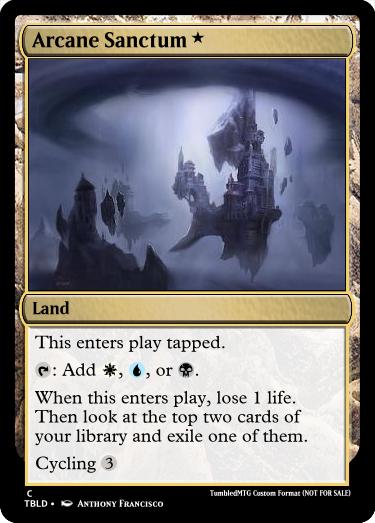 Arcane Sanctum ★
Land
This enters play tapped.
: Add , , or .
When this enters play, lose 1 life.
Then look at the top two cards of
your library and exile one of them.
Cycling 3
C
TBLD • Anthony Francisco
TumbledMTG Custom Format (NOT FOR SALE)